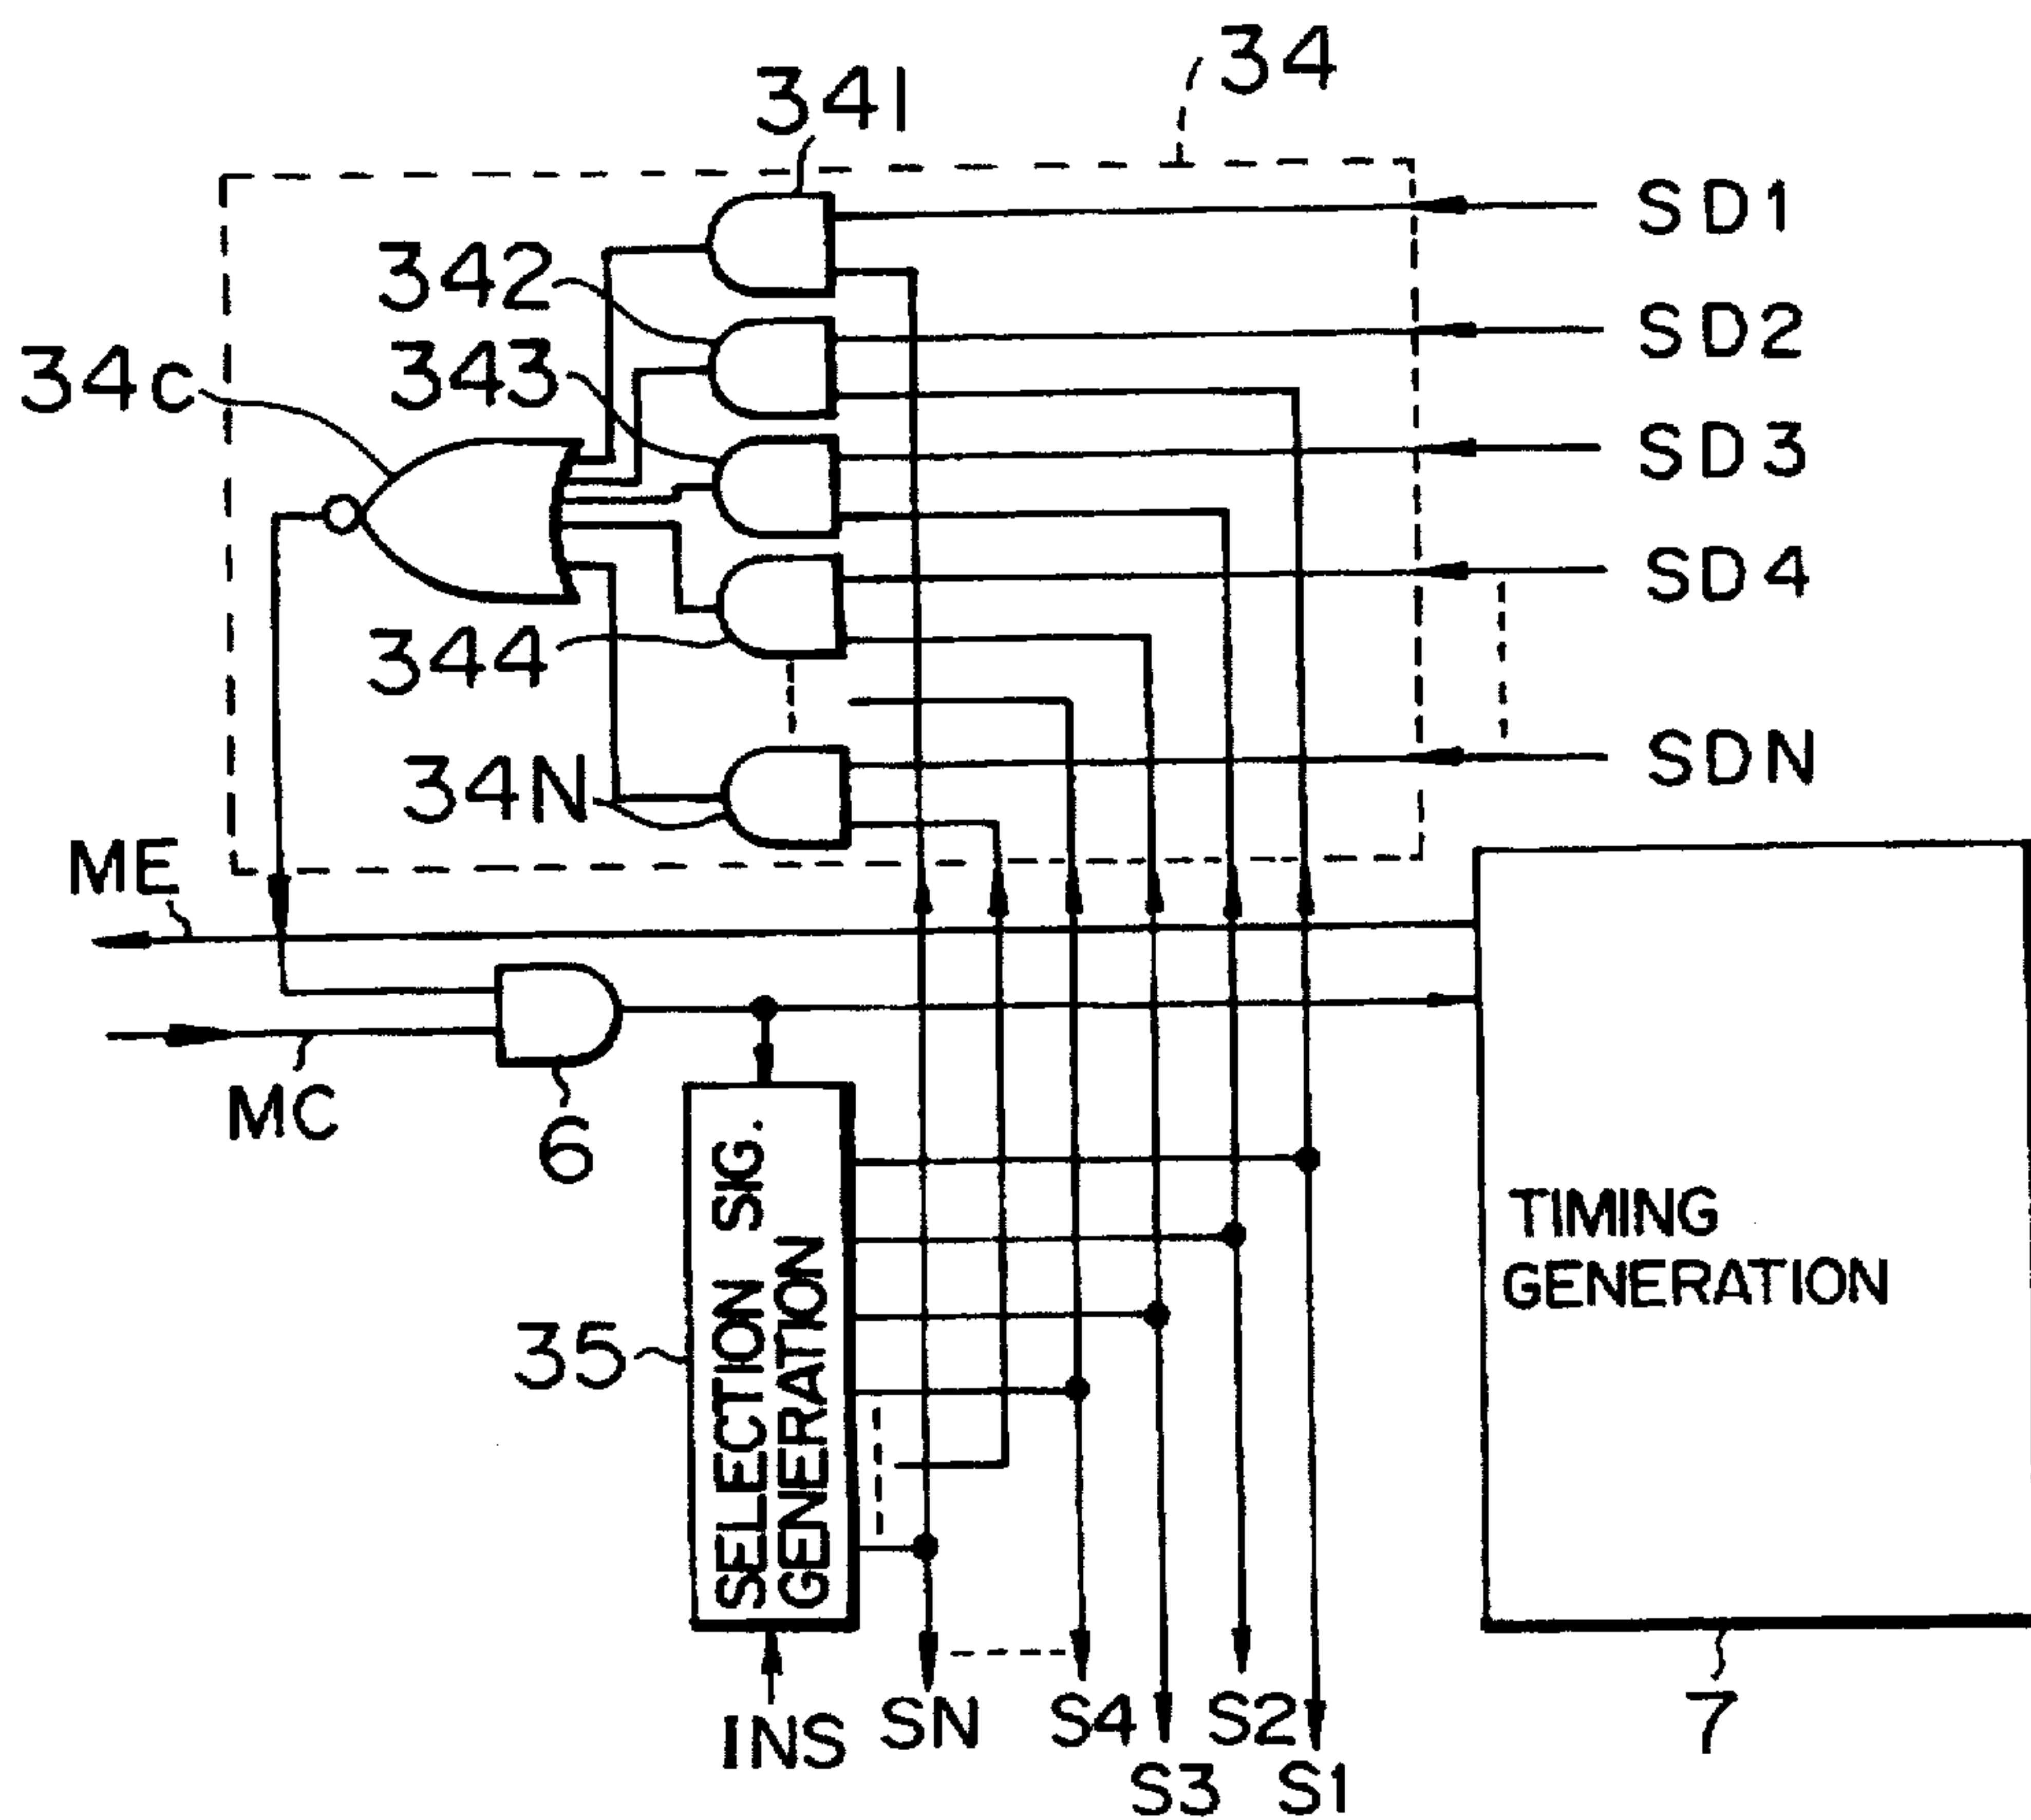 34
341
SD1
342
SD2
343
34c
SD3
SD4
344
34N
SDN
ME
MC
6
SELECTION SIG.
GENERATION
TIMING
GENERATION
35
7
INS
SN
S4
S2
S3
S1